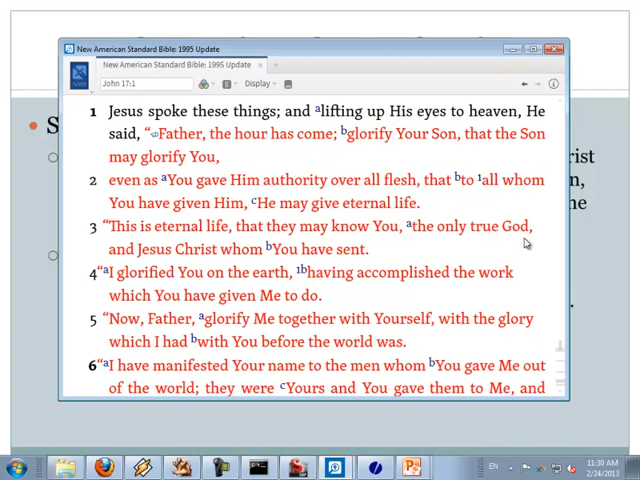 New American Standard Bible: 1995 Update
New American Standard Bible: 1995 Update
John 17:1
Display
1 Jesus spoke these things; and ᵃlifting up His eyes to heaven, He
said, “Father, the hour has come; ᵇglorify Your Son, that the Son
may glorify You,
2 even as ᵃYou gave Him authority over all flesh, that ᵇto ¹all whom
You have given Him, ᶜHe may give eternal life.
3 “This is eternal life, that they may know You, ᵃthe only true God,
and Jesus Christ whom ᵇYou have sent.
4 “ᵃI glorified You on the earth, ¹ᵇhaving accomplished the work
which You have given Me to do.
5 “Now, Father, ᵃglorify Me together with Yourself, with the glory
which I had ᵇwith You before the world was.
6 “ᵃI have manifested Your name to the men whom ᵇYou gave Me out
of the world; they were ᶜYours and You gave them to Me, and
S
the
EN
11:30 AM
2/24/2013